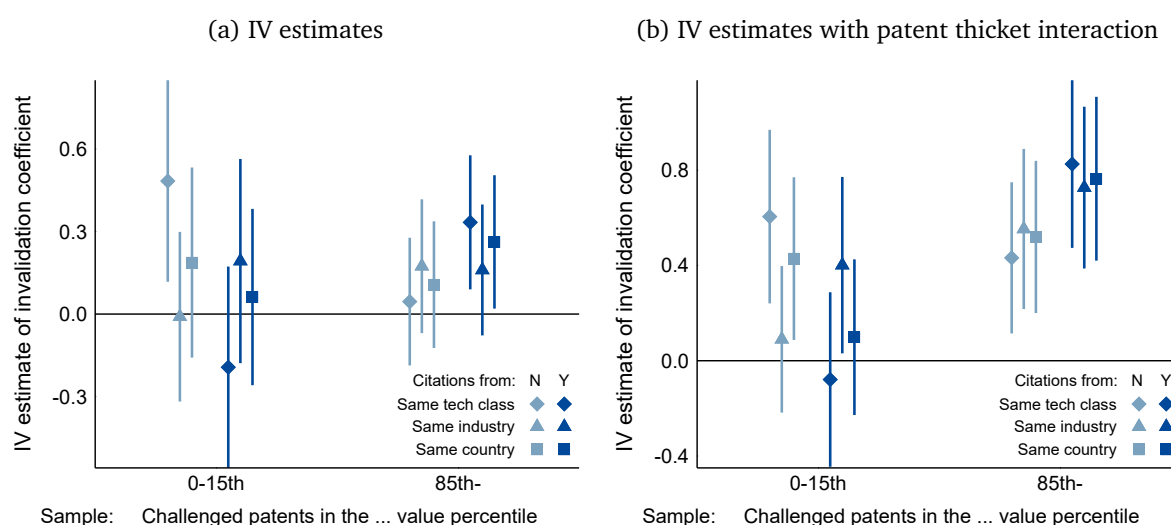 (a) IV estimates
IV estimate of invalidation coefficient
0.6
0.3
0.0
-0.3
Citations from: N Y
Same tech class
Same industry
Same country
0-15th 85th-
Sample: Challenged patents in the ... value percentile
(b) IV estimates with patent thicket interaction
IV estimate of invalidation coefficient
0.8
0.4
0.0
-0.4
Citations from: N Y
Same tech class
Same industry
Same country
0-15th 85th-
Sample: Challenged patents in the ... value percentile